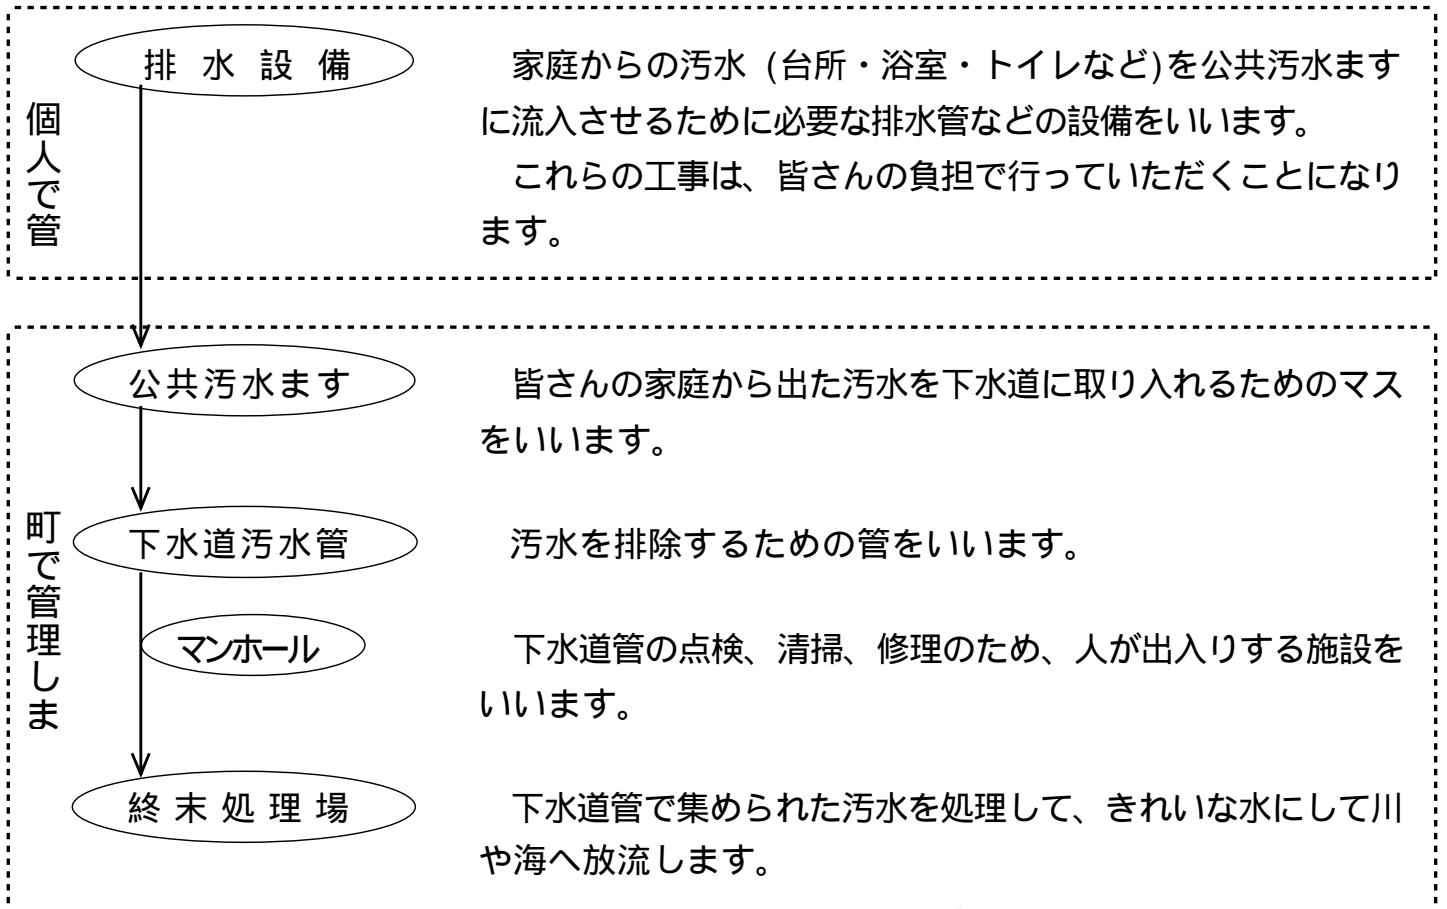 個人で管
排水設備
家庭からの汚水（台所・浴室・トイレなど)を公共汚水ます
に流入させるために必要な排水管などの設備をいいます。
これらの工事は、皆さんの負担で行っていただくことになり
ます。
町で管理しま
公共汚水ます
皆さんの家庭から出た汚水を下水道に取り入れるためのマス
をいいます。
下水道汚水管
汚水を排除するための管をいいます。
マンホール
下水道管の点検、清掃、修理のため、人が出入りする施設を
いいます。
終末処理場
下水道管で集められた汚水を処理して、きれいな水にして川
や海へ放流します。